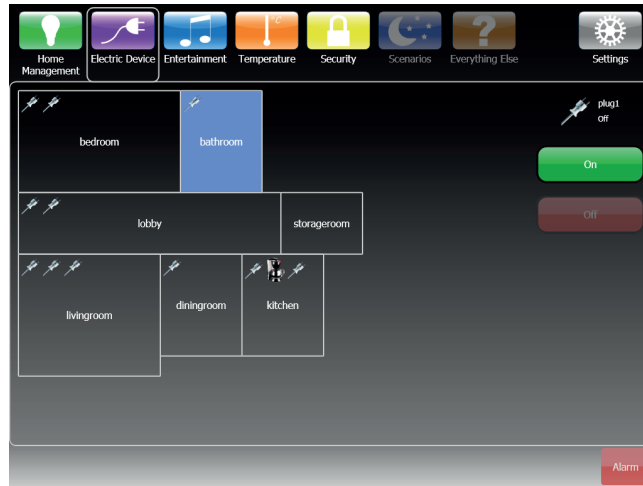 °C
?
Home
Management
Electric Device
Entertainment
Temperature
Security
Scenarios
Everything Else
Settings
plug1
Off
bedroom
bathroom
On
Off
lobby
storageroom
livingroom
diningroom
kitchen
Alarm